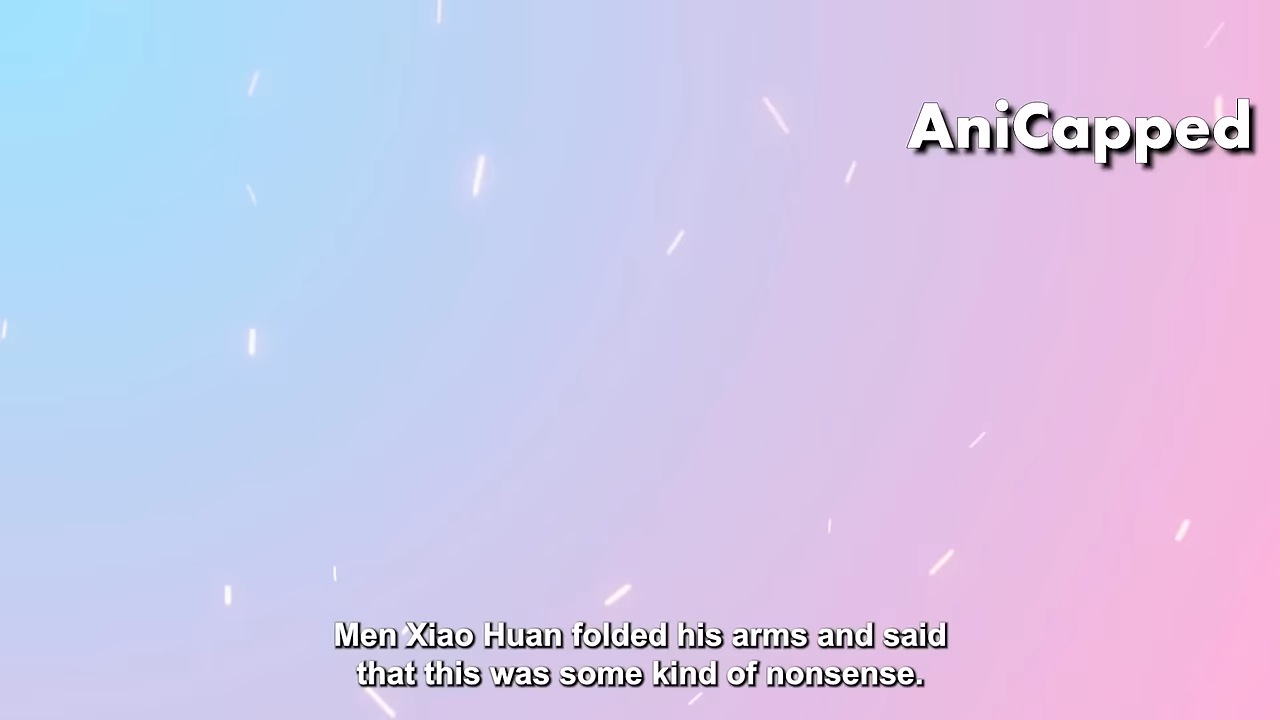 AniCapped
Men Xiao Huan folded his arms and said
that this was some kind of nonsense.